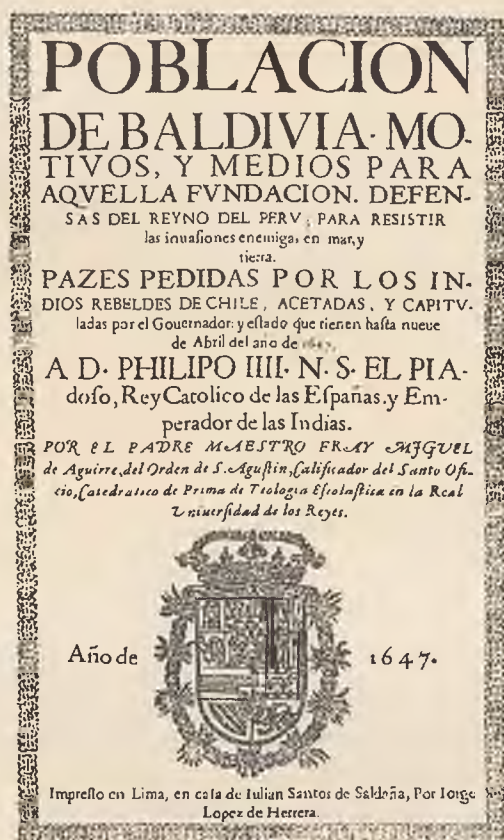 POBLACION
DE BALDIVIA. MO-
TIVOS, Y MEDIOS PARA
AQVELLA FVNDACION. DEFEN-
SAS DEL REYNO DEL PERV, PARA RESISTIR
las inuaſiones enemigas en mar, y
tierra.
PAZES PEDIDAS POR LOS IN-
DIOS REBELDES DE CHILE, ACETADAS, Y CAPITV-
ladas por el Gouernador: y eſtado que tienen haſta nueue
de Abril del año de
A D. PHILIPO IIII. N. S. EL PIA-
doſo, Rey Catolico de las Eſpañas, y Em-
perador de las Indias.
POR EL PADRE MAESTRO FRAY MIGUEL
de Aguirre, del Orden de S. Aguſtin, Calificador del Santo Ofi-
cio, Catedratico de Prima de Teologia Eſcolaſtica en la Real
Vniuerſidad de los Reyes.
Año de 1647.
Impreſſo en Lima, en caſa de Iulian Santos de Saldaña, Por Iorge
Lopez de Herrera.